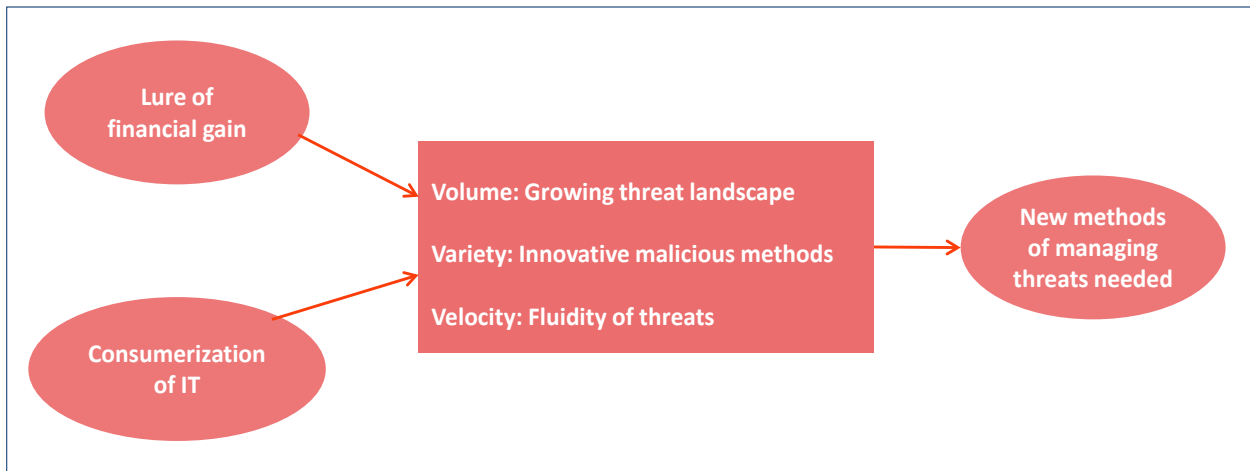 Lure of
financial gain
Consumerization
of IT
Volume: Growing threat landscape
Variety: Innovative malicious methods
Velocity: Fluidity of threats
New methods
of managing
threats needed